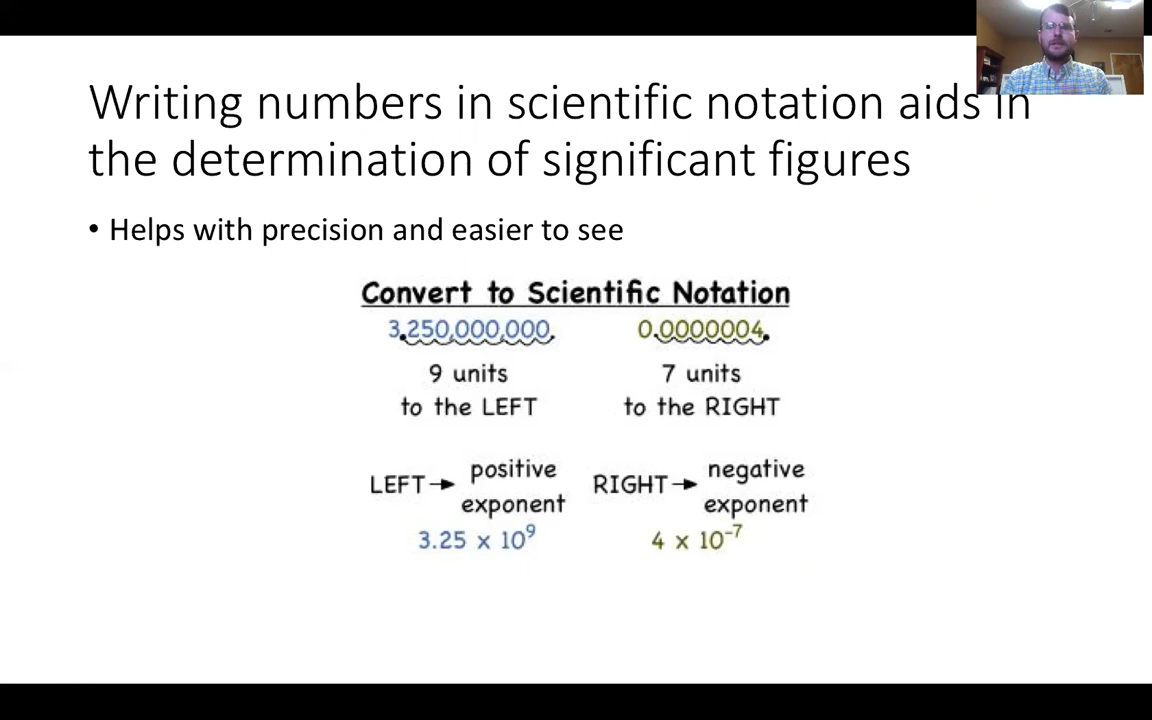 Writing numbers in scientific notation aids in
the determination of significant figures
• Helps with precision and easier to see
Convert to Scientific Notation
3,250,000,000. 0.0000004.
9 units 7 units
to the LEFT to the RIGHT
LEFT→ positive exponent RIGHT→ negative exponent
3.25 x 10⁹ 4 x 10⁻⁷